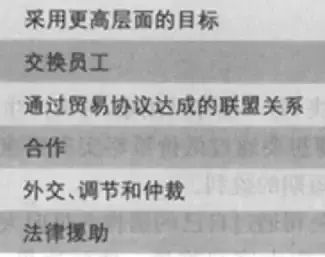 采用更高层面的目标
交换员工
通过贸易协议达成的联盟关系
合作
外交、调节和仲裁
法律援助